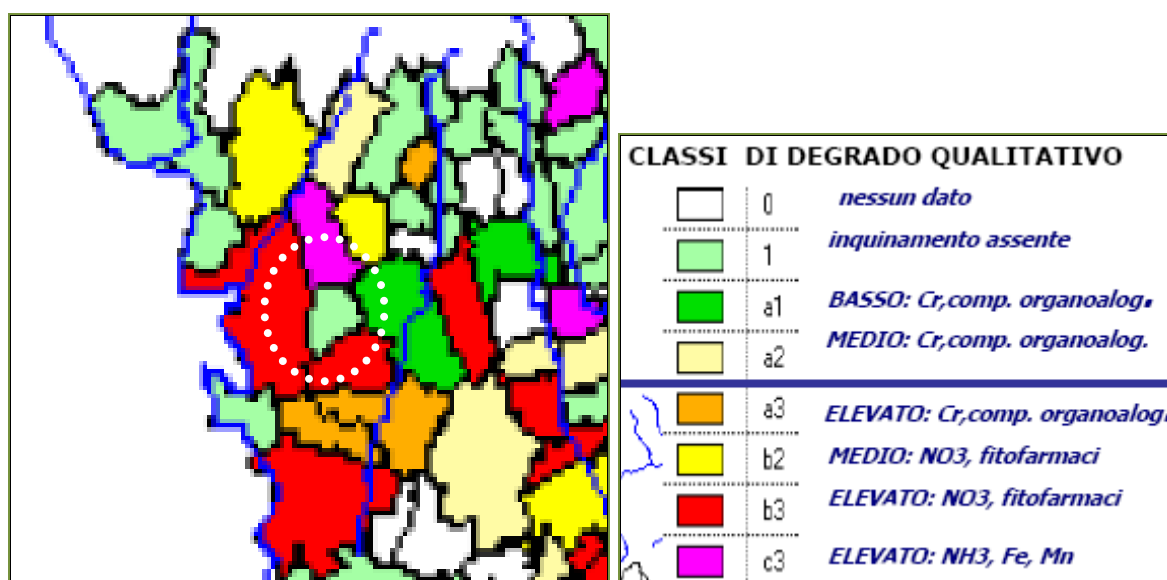 CLASSI DI DEGRADO QUALITATIVO
0 nessun dato
1 inquinamento assente
a1 BASSO: Cr,comp. organoalog.
a2 MEDIO: Cr,comp. organoalog.
a3 ELEVATO: Cr,comp. organoalog.
b2 MEDIO: NO3, fitofarmaci
b3 ELEVATO: NO3, fitofarmaci
c3 ELEVATO: NH3, Fe, Mn